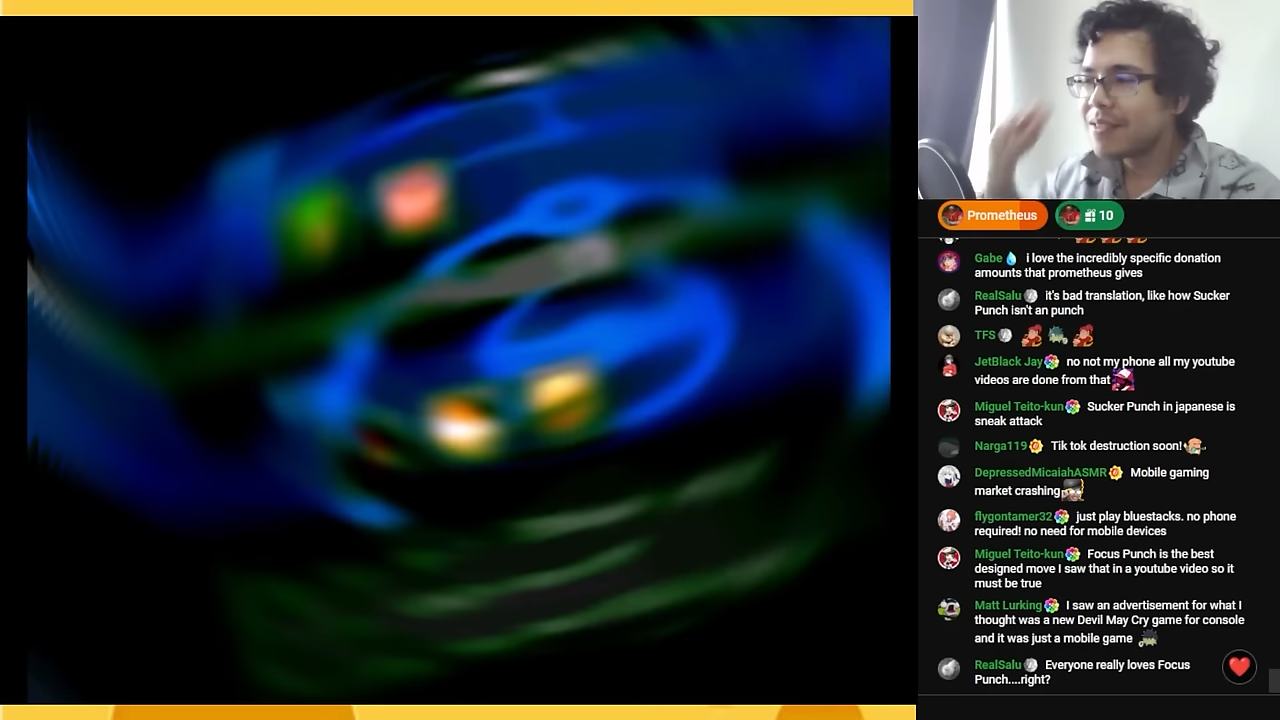 Prometheus
10
Gabe i love the incredibly specific donation
amounts that prometheus gives
RealSalu it's bad translation, like how Sucker
Punch isn't an punch
TFS
JetBlack Jay no not my phone all my youtube
videos are done from that
Miguel Teito-kun Sucker Punch in japanese is
sneak attack
Narga119 Tik tok destruction soon!
DepressedMicaiahASMR Mobile gaming
market crashing
flygontamer32 just play bluestacks. no phone
required! no need for mobile devices
Miguel Teito-kun Focus Punch is the best
designed move I saw that in a youtube video so it
must be true
Matt Lurking I saw an advertisement for what I
thought was a new Devil May Cry game for console
and it was just a mobile game
RealSalu Everyone really loves Focus
Punch....right?